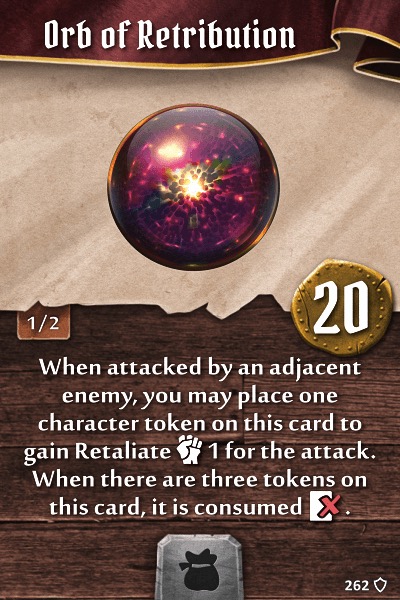 Orb of Retribution
1/2
20
When attacked by an adjacent
enemy, you may place one
character token on this card to
gain Retaliate 1 for the attack.
When there are three tokens on
this card, it is consumed .
262